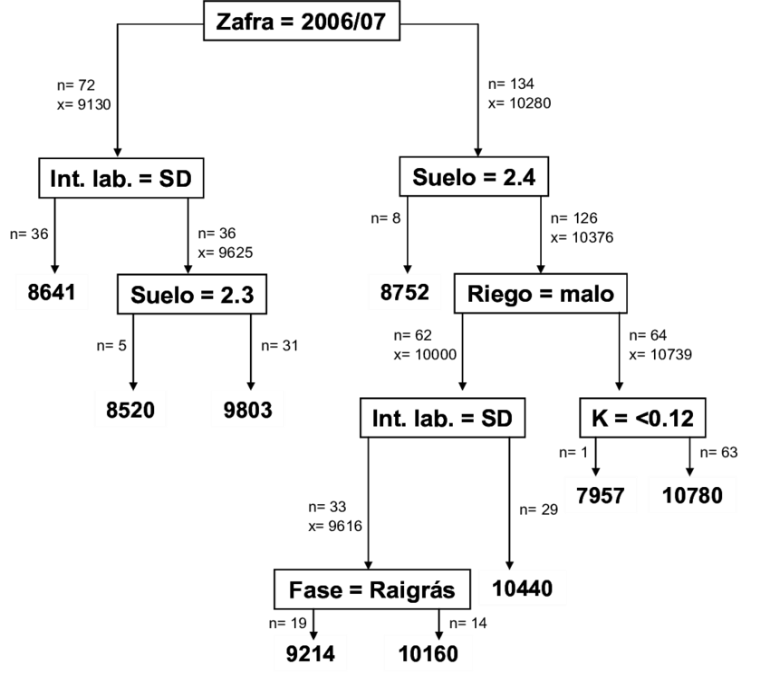 Zafra = 2006/07
n= 72
x= 9130
n= 134
x= 10280
Int. lab. = SD
Suelo = 2.4
n= 36
n= 36
x= 9625
n= 8
n= 126
x= 10376
8641
Suelo = 2.3
8752
Riego = malo
n= 5
n= 31
n= 62
x= 10000
n= 64
x= 10739
8520
9803
Int. lab. = SD
K = <0.12
n= 1
n= 63
7957
10780
n= 33
x= 9616
n= 29
Fase = Raigrás
10440
n= 19
n= 14
9214
10160